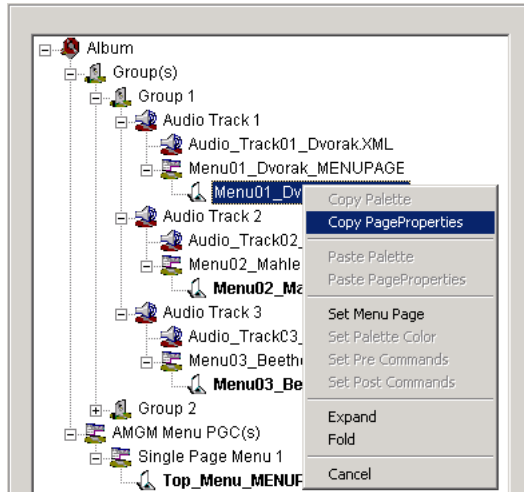 Album
Group(s)
Group 1
Audio Track 1
Audio_Track01_Dvorak.XML
Menu01_Dvorak_MENUPAGE
Menu01_Dv
Audio Track 2
Audio_Track02_
Menu02_Mahle
Menu02_Ma
Audio Track 3
Audio_Track03_
Menu03_Beeth
Menu03_Be
Group 2
AMGM Menu PGC(s)
Single Page Menu 1
Top_Menu_MENUP
Copy Palette
Copy PageProperties
Paste Palette
Paste PageProperties
Set Menu Page
Set Palette Color
Set Pre Commands
Set Post Commands
Expand
Fold
Cancel